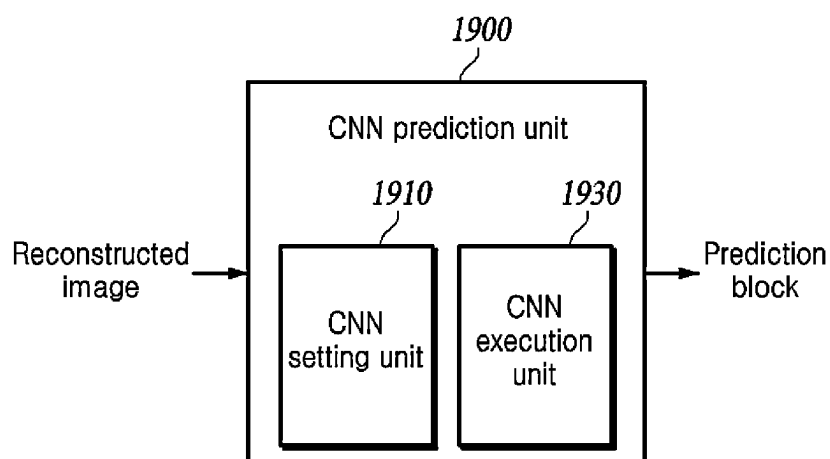 1900
CNN prediction unit
1910
1930
Reconstructed
image
CNN
setting unit
CNN
execution
unit
Prediction
block